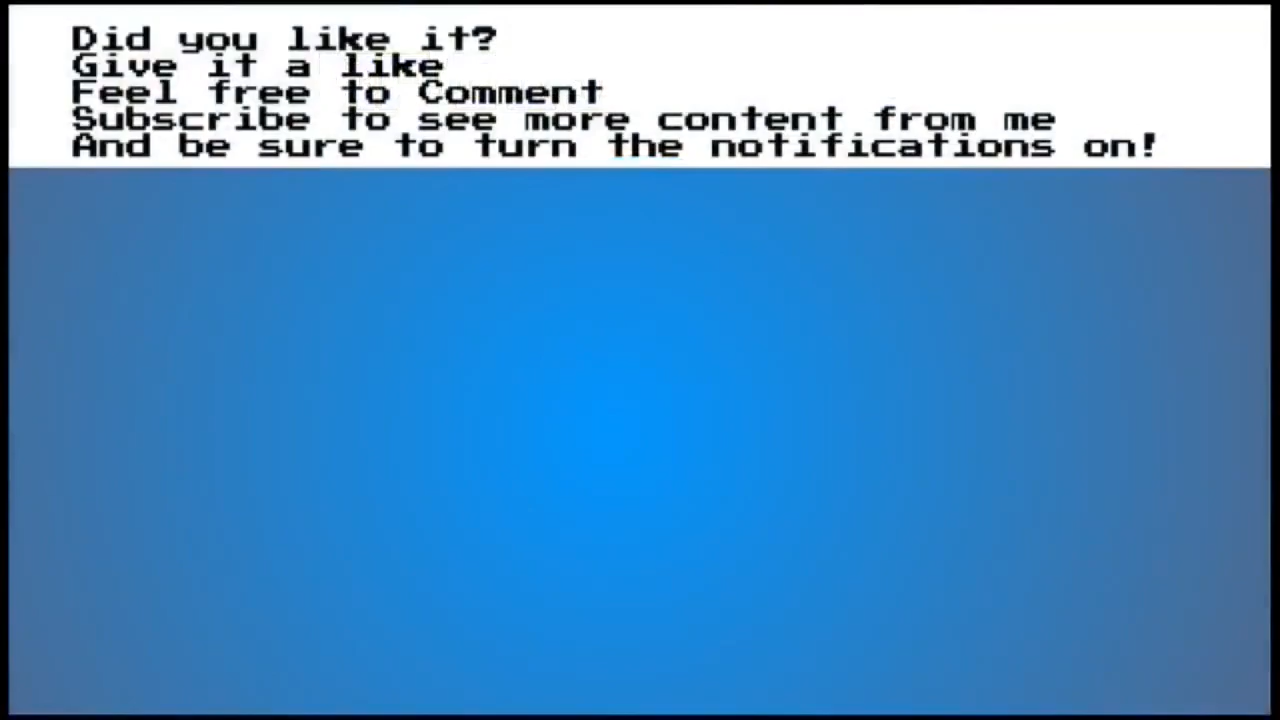 Did you like it?
Give it a like
Feel free to Comment
Subscribe to see more content from me
And be sure to turn the notifications on!